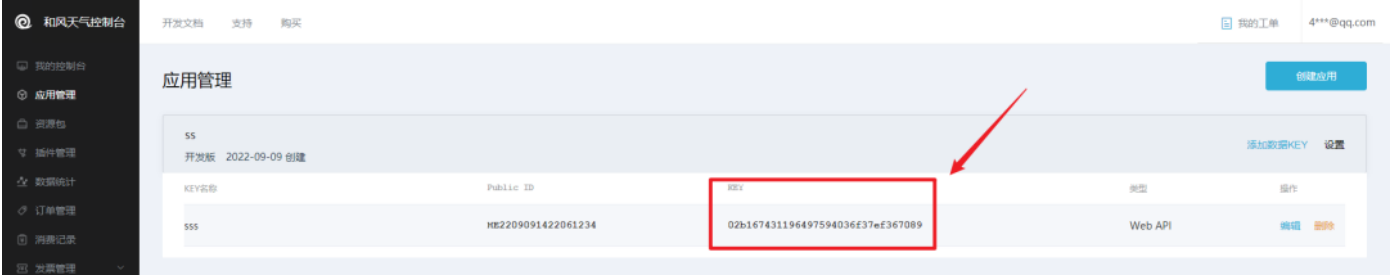 和风天气控制台 开发文档 支持 购买 我的工单 4***@qq.com
我的控制台
应用管理
资源包
插件管理
数据统计
订单管理
消费记录
发票管理
应用管理 创建应用
ss
开发版 2022-09-09 创建 添加数据KEY 设置
KEY名称 Public ID KEY 类型 操作
sss HE2209091422061234 02b167431196497594036f37ef367089 Web API 编辑 删除